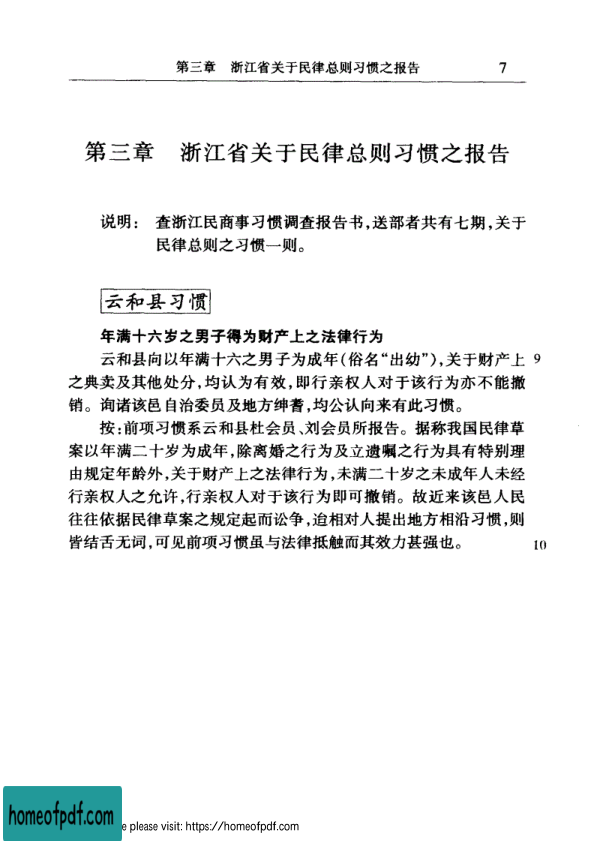 第三章 浙江省关于民律总则习惯之报告 7
第三章 浙江省关于民律总则习惯之报告
说明： 查浙江民商事习惯调查报告书，送部者共有七期，关于
民律总则之习惯一则。
云和县习惯
年满十六岁之男子得为财产上之法律行为
云和县向以年满十六之男子为成年（俗名“出幼”），关于财产上 9
之典卖及其他处分，均认为有效，即行亲权人对于该行为亦不能撤
销。询诸该邑自治委员及地方绅耆，均公认向来有此习惯。
按：前项习惯系云和县杜会员、刘会员所报告。据称我国民律草
案以年满二十岁为成年，除离婚之行为及立遗嘱之行为具有特别理
由规定年龄外，关于财产上之法律行为，未满二十岁之未成年人未经
行亲权人之允许，行亲权人对于该行为即可撤销。故近来该邑人民
往往依据民律草案之规定起而讼争，迨相对人提出地方相沿习惯，则
皆结舌无词，可见前项习惯虽与法律抵触而其效力甚强也。 10
homeofpdf.com
e please visit: https://homeofpdf.com